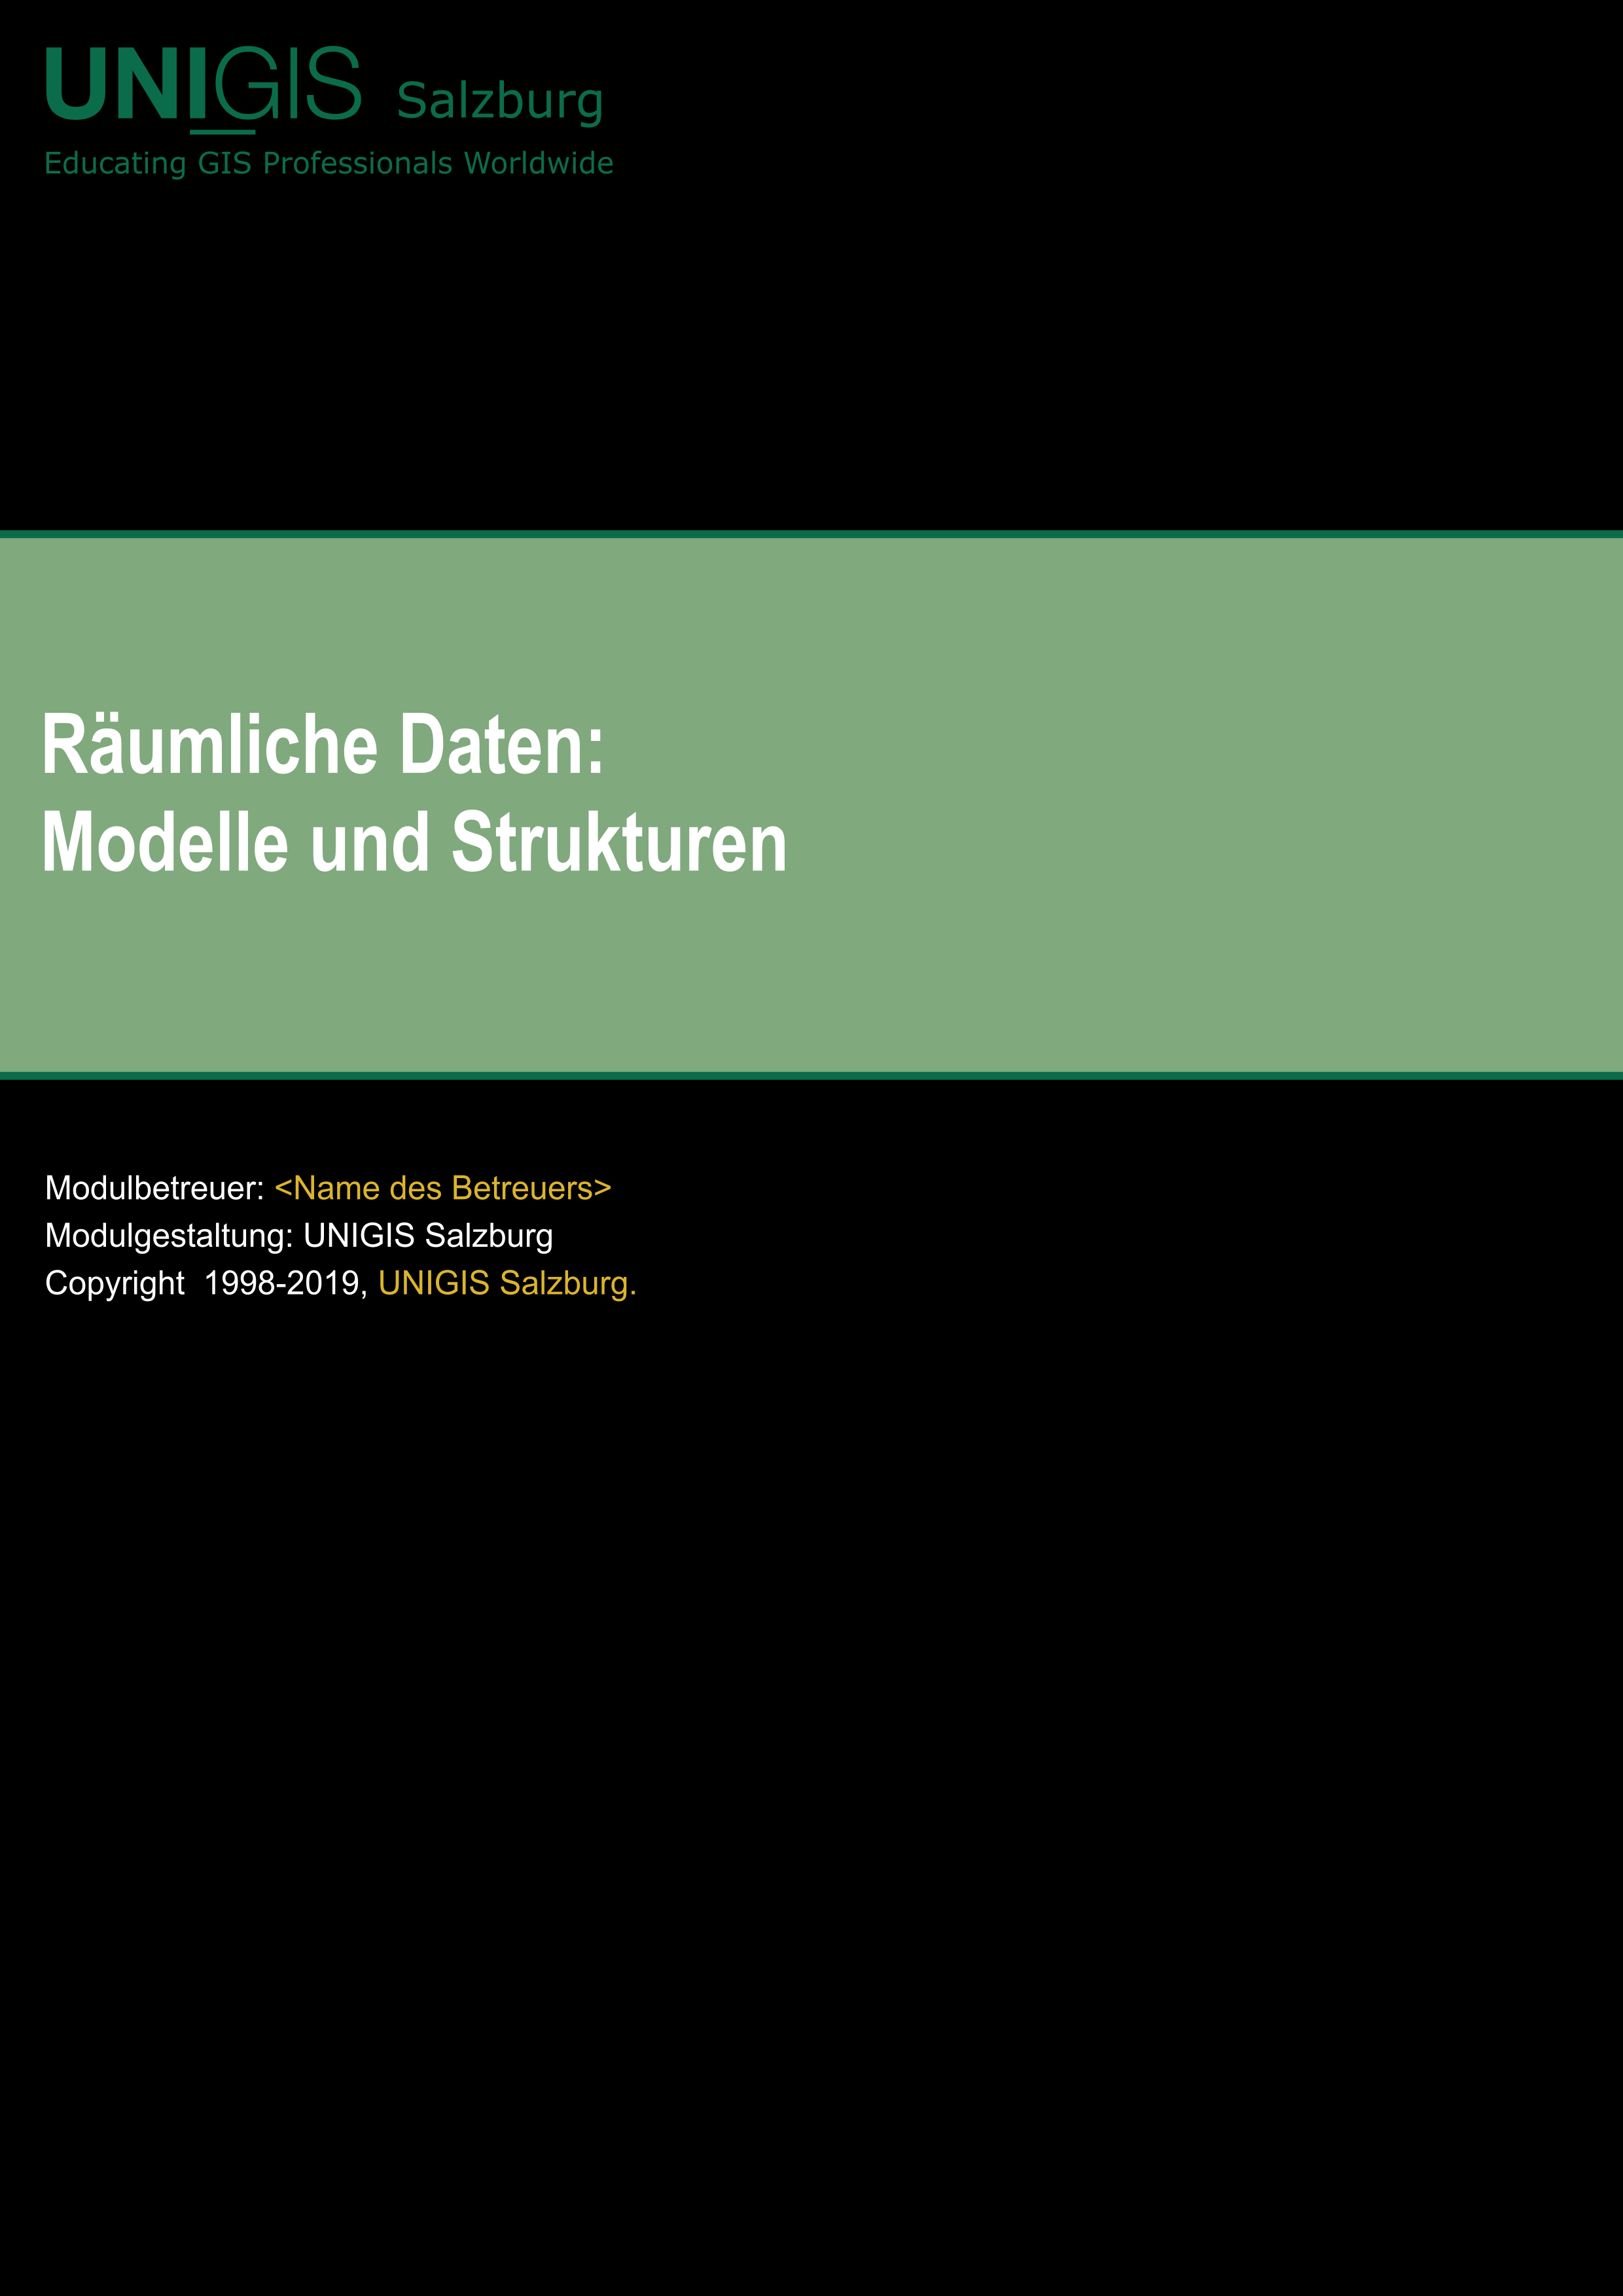 UNIGIS Salzburg
Educating GIS Professionals Worldwide
Räumliche Daten:
Modelle und Strukturen
Modulbetreuer: <Name des Betreuers>
Modulgestaltung: UNIGIS Salzburg
Copyright  1998-2019, UNIGIS Salzburg.